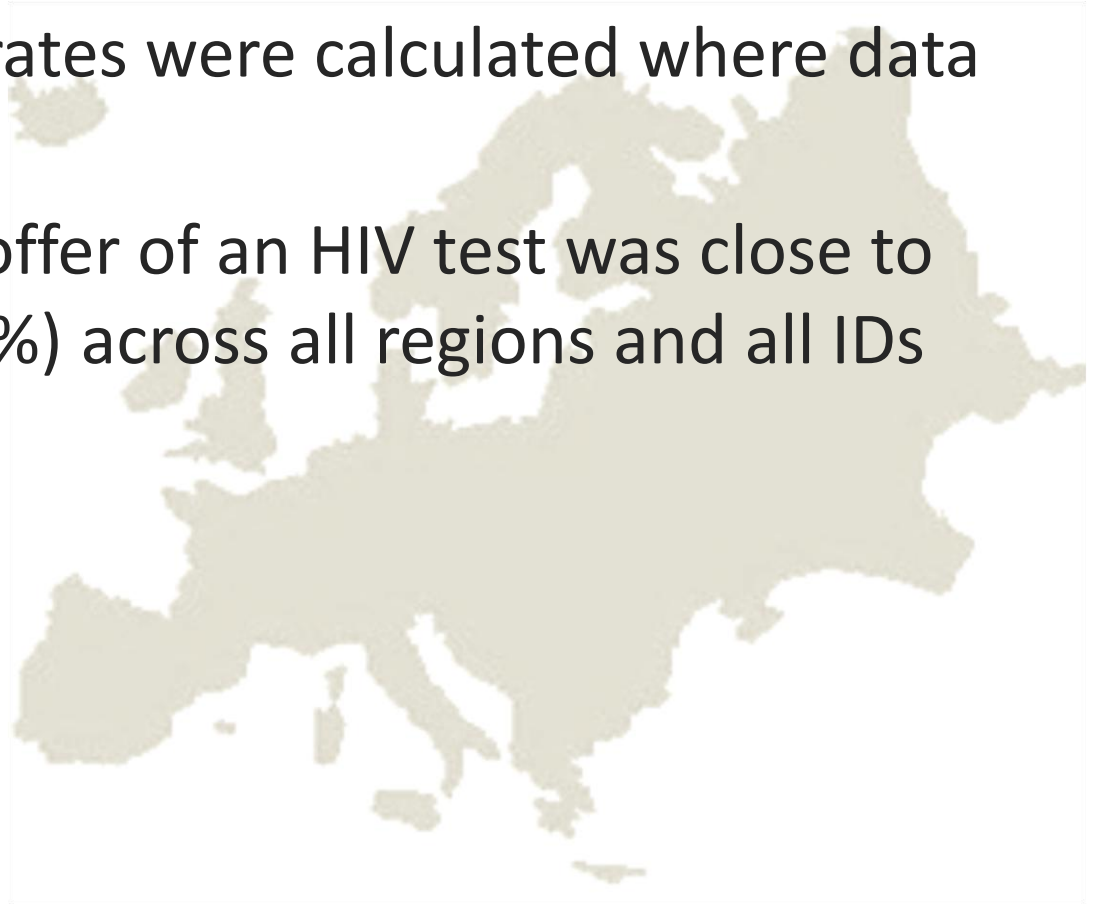 rates were calculated where data
offer of an HIV test was close to
%) across all regions and all IDs